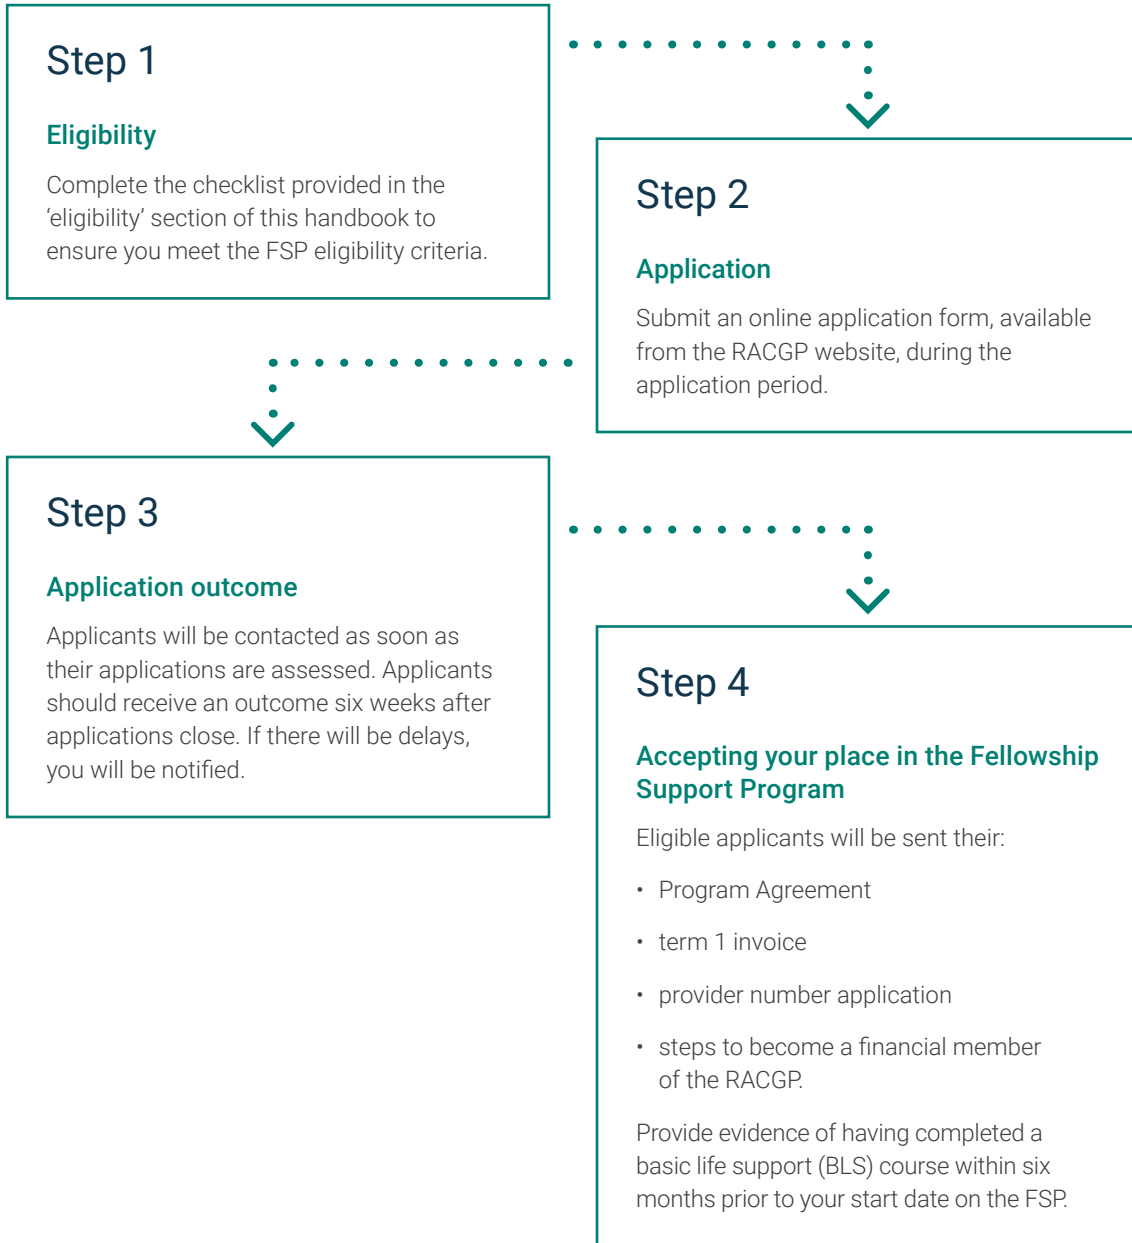 Step 1
Eligibility
Complete the checklist provided in the
‘eligibility’ section of this handbook to
ensure you meet the FSP eligibility criteria.
Step 2
Application
Submit an online application form, available
from the RACGP website, during the
application period.
Step 3
Application outcome
Applicants will be contacted as soon as
their applications are assessed. Applicants
should receive an outcome six weeks after
applications close. If there will be delays,
you will be notified.
Step 4
Accepting your place in the Fellowship
Support Program
Eligible applicants will be sent their:
• Program Agreement
• term 1 invoice
• provider number application
• steps to become a financial member
of the RACGP.
Provide evidence of having completed a
basic life support (BLS) course within six
months prior to your start date on the FSP.